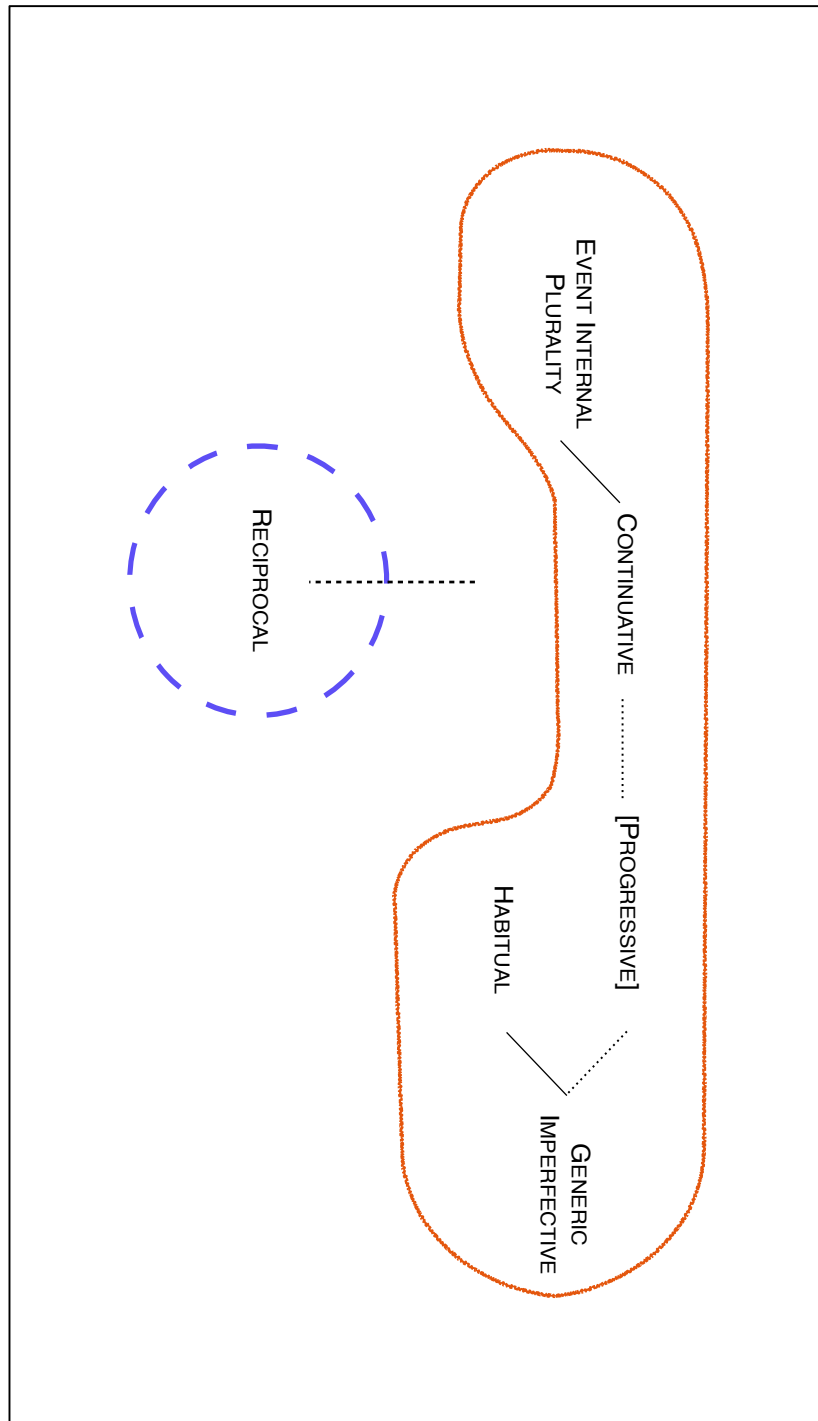 EVENT INTERNAL
PLURALITY
CONTINUATIVE
[PROGRESSIVE]
HABITUAL
GENERIC
IMPERFECTIVE
RECIPROCAL